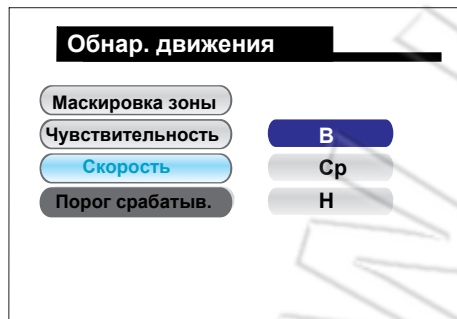 Обнар. движения
Маскировка зоны
Чувствительность В
Скорость Ср
Порог срабатыв. Н